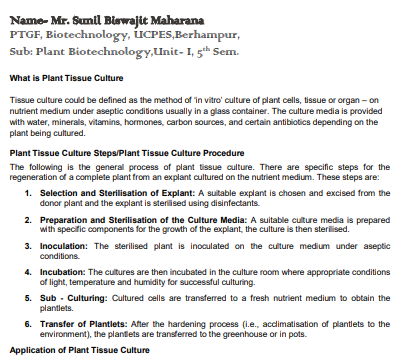 Name- Mr. Sunil Biswajit Maharana
PTGF, Biotechnology, UCPES,Berhampur,
Sub: Plant Biotechnology,Unit- I, 5th Sem.
What is Plant Tissue Culture
Tissue culture could be defined as the method of 'in vitro' culture of plant cells, tissue or organ – on
nutrient medium under aseptic conditions usually in a glass container. The culture media is provided
with water, minerals, vitamins, hormones, carbon sources, and certain antibiotics depending on the
plant being cultured.
Plant Tissue Culture Steps/Plant Tissue Culture Procedure
The following is the general process of plant tissue culture. There are specific steps for the
regeneration of a complete plant from an explant cultured on the nutrient medium. These steps are:
1. Selection and Sterilisation of Explant: A suitable explant is chosen and excised from the
donor plant and the explant is sterilised using disinfectants.
2. Preparation and Sterilisation of the Culture Media: A suitable culture media is prepared
with specific components for the growth of the explant, the culture is then sterilised.
3. Inoculation: The sterilised plant is inoculated on the culture medium under aseptic
conditions.
4. Incubation: The cultures are then incubated in the culture room where appropriate conditions
of light, temperature and humidity for successful culturing.
5. Sub - Culturing: Cultured cells are transferred to a fresh nutrient medium to obtain the
plantlets.
6. Transfer of Plantlets: After the hardening process (i.e., acclimatisation of plantlets to the
environment), the plantlets are transferred to the greenhouse or in pots.
Application of Plant Tissue Culture